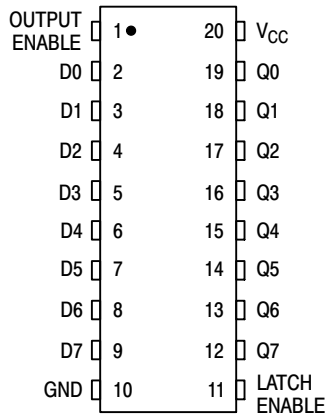 OUTPUT
ENABLE 1 20 VCC
D0 2 19 Q0
D1 3 18 Q1
D2 4 17 Q2
D3 5 16 Q3
D4 6 15 Q4
D5 7 14 Q5
D6 8 13 Q6
D7 9 12 Q7
GND 10 11 LATCH
ENABLE